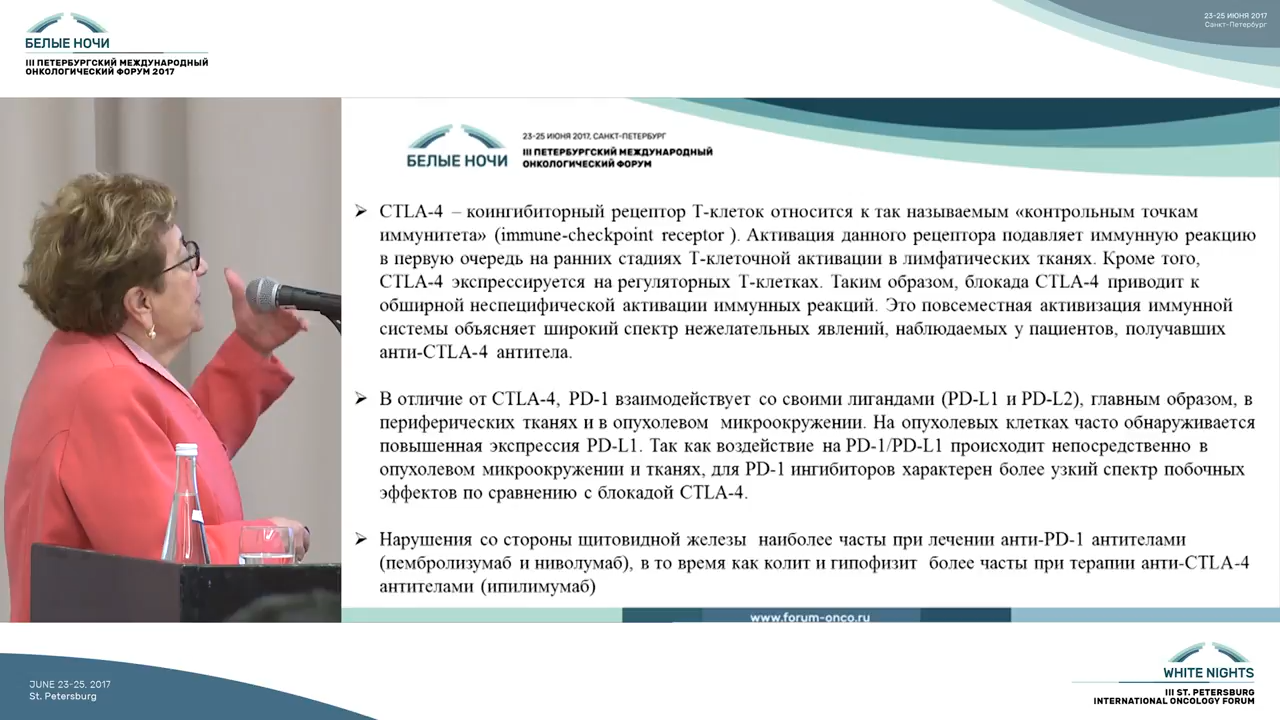 БЕЛЫЕ НОЧИ
III ПЕТЕРБУРГСКИЙ МЕЖДУНАРОДНЫЙ
ОНКОЛОГИЧЕСКИЙ ФОРУМ 2017
23-25 ИЮНЯ 2017
Санкт-Петербург
БЕЛЫЕ НОЧИ
23-25 ИЮНЯ 2017, САНКТ-ПЕТЕРБУРГ
III ПЕТЕРБУРГСКИЙ МЕЖДУНАРОДНЫЙ
ОНКОЛОГИЧЕСКИЙ ФОРУМ
➢ CTLA-4 – коингибиторный рецептор Т-клеток относится к так называемым «контрольным точкам
иммунитета» (immune-checkpoint receptor ). Активация данного рецептора подавляет иммунную реакцию
в первую очередь на ранних стадиях Т-клеточной активации в лимфатических тканях. Кроме того,
CTLA-4 экспрессируется на регуляторных Т-клетках. Таким образом, блокада CTLA-4 приводит к
обширной неспецифической активации иммунных реакций. Это повсеместная активизация иммунной
системы объясняет широкий спектр нежелательных явлений, наблюдаемых у пациентов, получавших
анти-CTLA-4 антитела.
➢ В отличие от CTLA-4, PD-1 взаимодействует со своими лигандами (PD-L1 и PD-L2), главным образом, в
периферических тканях и в опухолевом микроокружении. На опухолевых клетках часто обнаруживается
повышенная экспрессия PD-L1. Так как воздействие на PD-1/PD-L1 происходит непосредственно в
опухолевом микроокружении и тканях, для PD-1 ингибиторов характерен более узкий спектр побочных
эффектов по сравнению с блокадой CTLA-4.
➢ Нарушения со стороны щитовидной железы наиболее часты при лечении анти-PD-1 антителами
(пембролизумаб и ниволумаб), в то время как колит и гипофизит более часты при терапии анти-CTLA-4
антителами (ипилимумаб)
www.forum-onco.ru
JUNE 23-25, 2017
St. Petersburg
WHITE NIGHTS
III ST. PETERSBURG
INTERNATIONAL ONCOLOGY FORUM